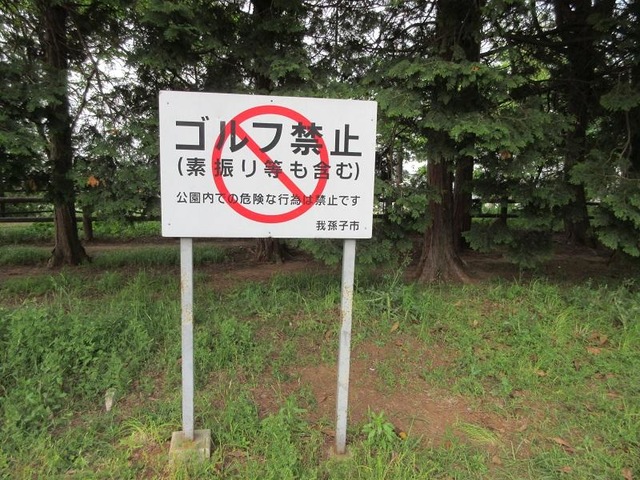 ゴルフ禁止
(素振り等も含む)
公園内での危険な行為は禁止です
我孫子市